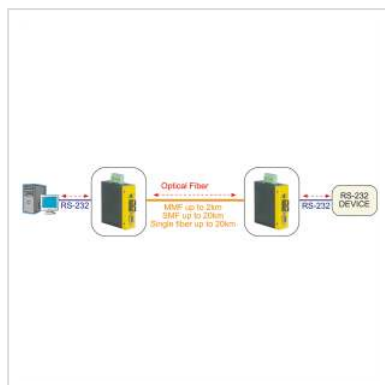 Optical Fiber
RS-232
MMF up to 2km
SMF up to 20km
Single fiber up to 20km
RS-232
RS-232
DEVICE